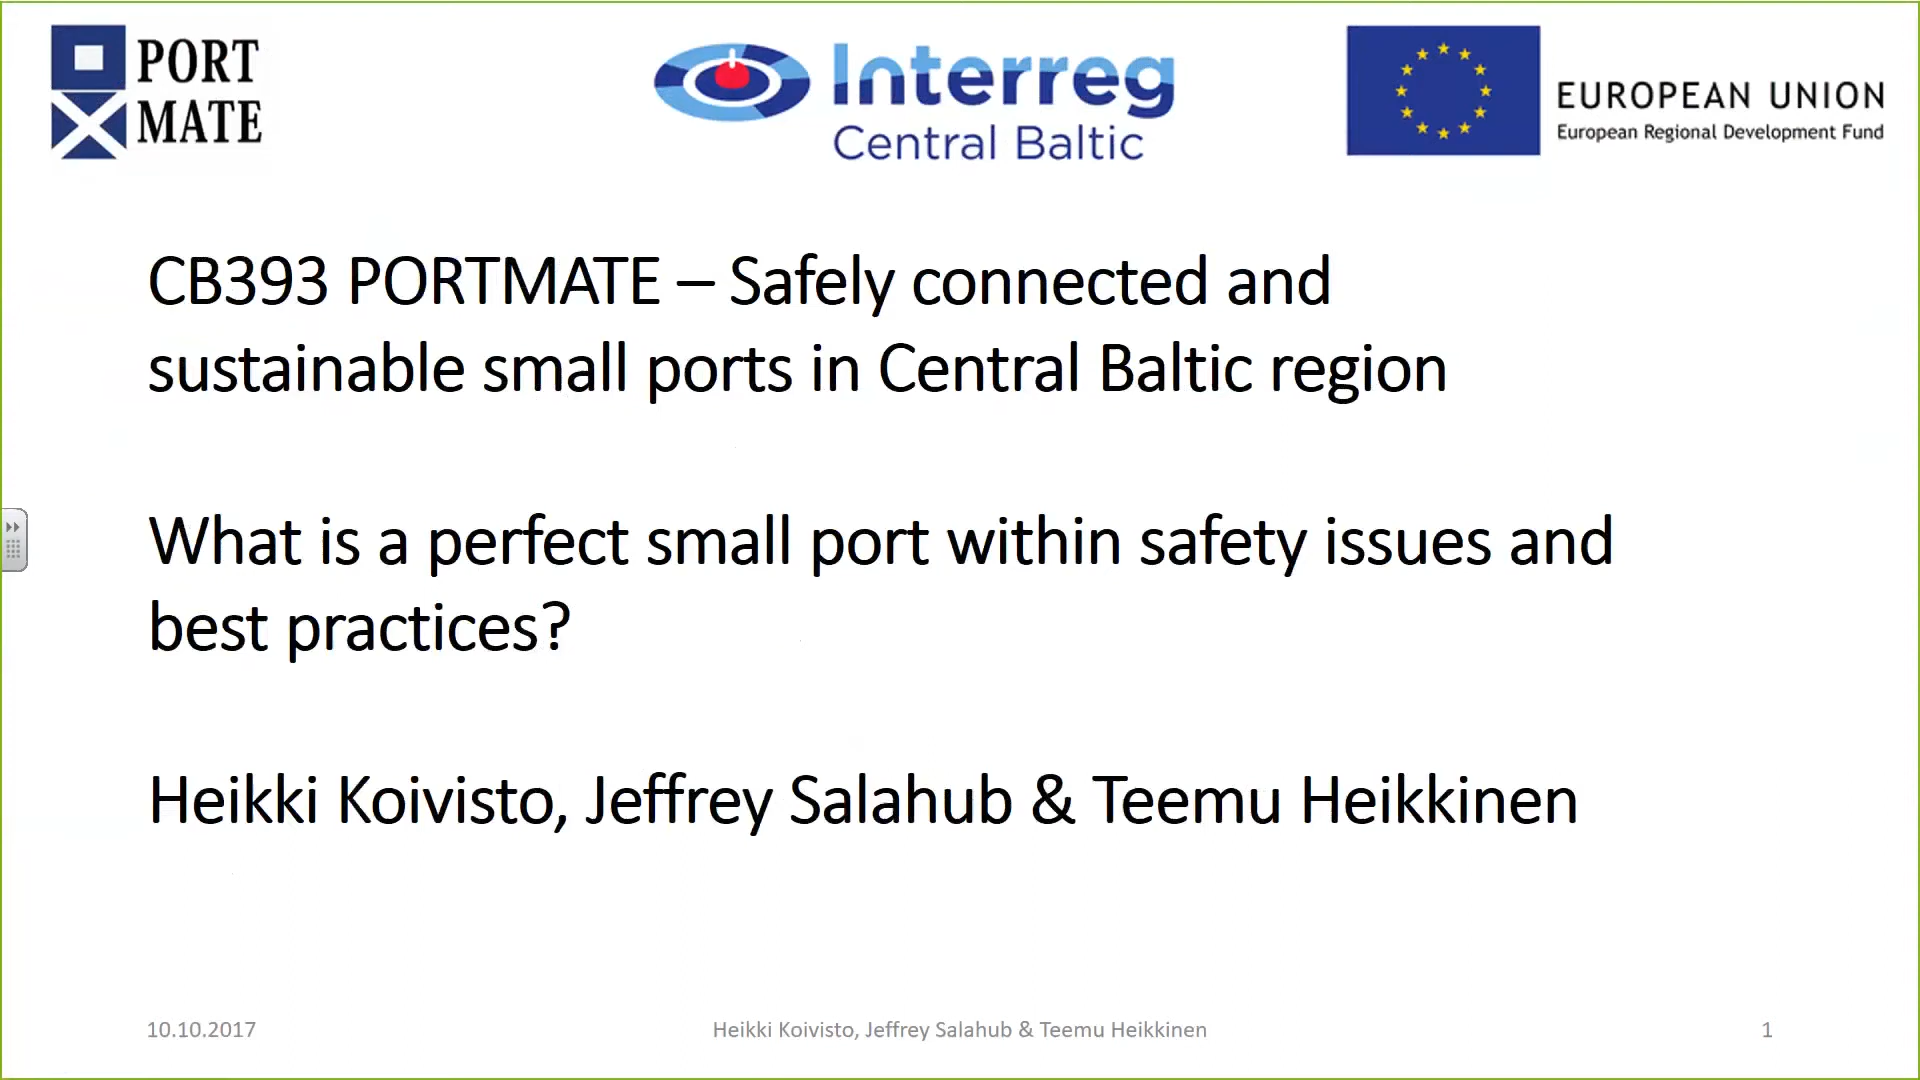 PORT
MATE
Interreg
Central Baltic
EUROPEAN UNION
European Regional Development Fund
CB393 PORTMATE – Safely connected and
sustainable small ports in Central Baltic region
What is a perfect small port within safety issues and
best practices?
Heikki Koivisto, Jeffrey Salahub & Teemu Heikkinen
10.10.2017
Heikki Koivisto, Jeffrey Salahub & Teemu Heikkinen
1